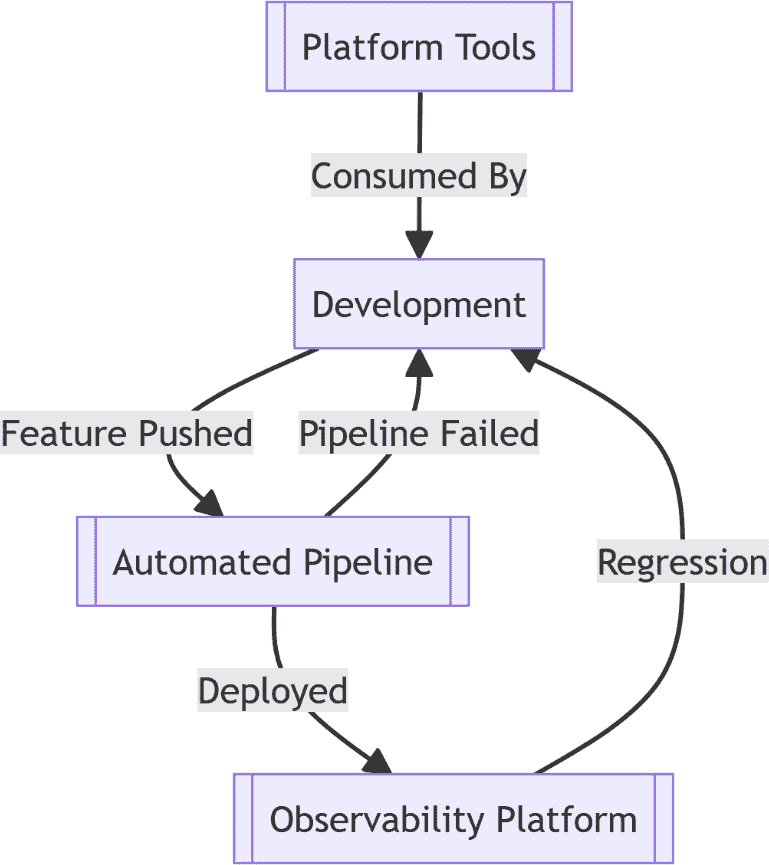 Platform Tools
Consumed By
Development
Feature Pushed
Pipeline Failed
Automated Pipeline
Regression
Deployed
Observability Platform